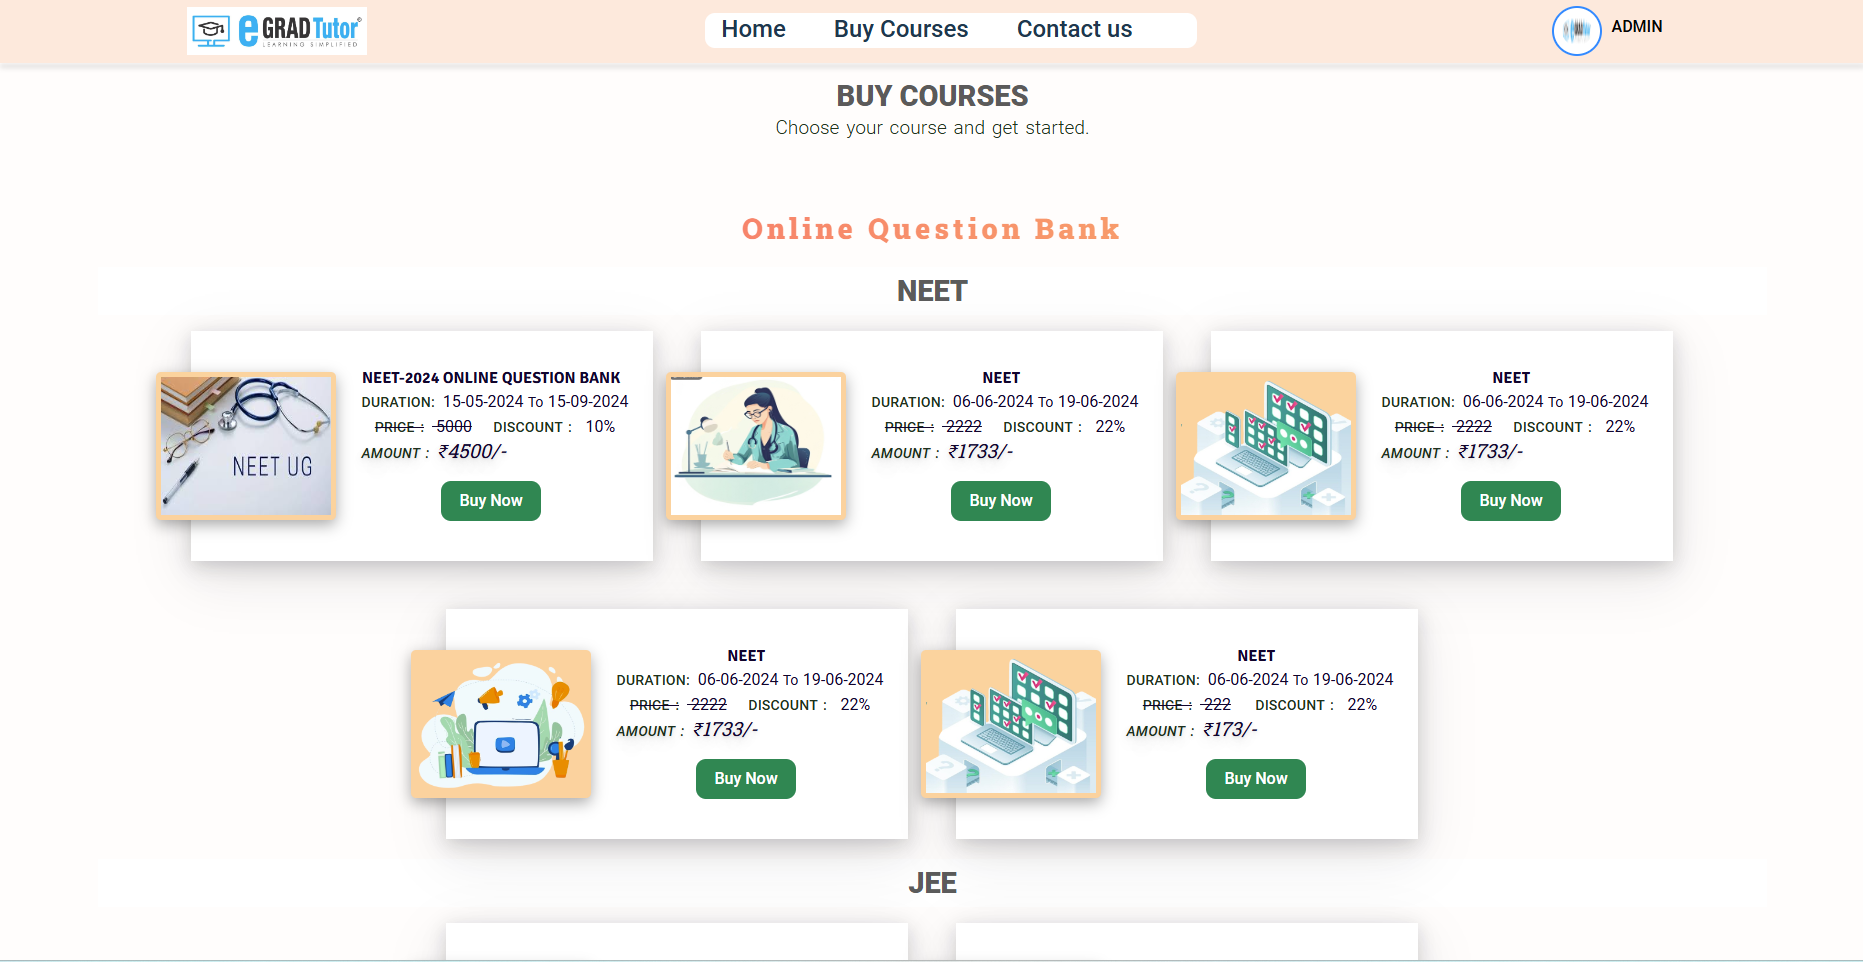 eGRADTutor
LEARNING SIMPLIFIED
Home
Buy Courses
Contact us
ADMIN
BUY COURSES
Choose your course and get started.
Online Question Bank
NEET
NEET UG
NEET-2024 ONLINE QUESTION BANK
DURATION: 15-05-2024 To 15-09-2024
PRICE : 5000 DISCOUNT : 10%
AMOUNT : ₹4500/-
Buy Now
NEET
DURATION: 06-06-2024 To 19-06-2024
PRICE : 2222 DISCOUNT : 22%
AMOUNT : ₹1733/-
Buy Now
NEET
DURATION: 06-06-2024 To 19-06-2024
PRICE : 2222 DISCOUNT : 22%
AMOUNT : ₹1733/-
Buy Now
NEET
DURATION: 06-06-2024 To 19-06-2024
PRICE : 2222 DISCOUNT : 22%
AMOUNT : ₹1733/-
Buy Now
NEET
DURATION: 06-06-2024 To 19-06-2024
PRICE : 222 DISCOUNT : 22%
AMOUNT : ₹173/-
Buy Now
JEE